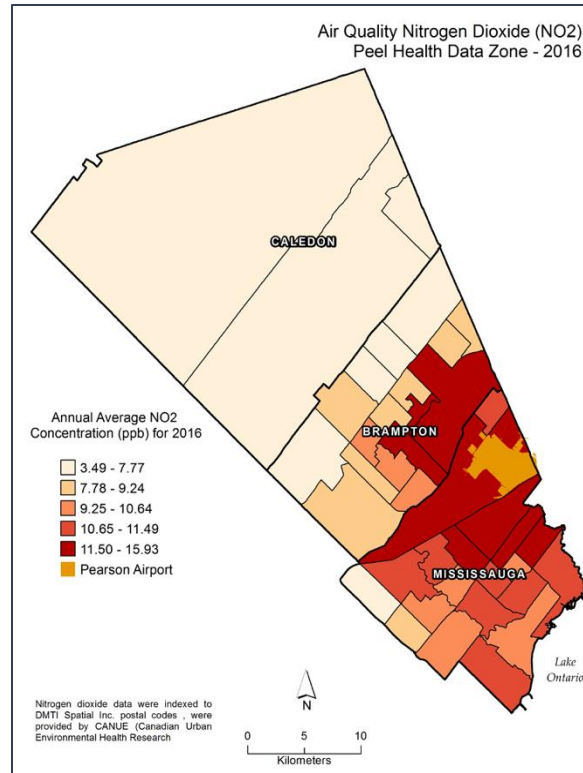 Air Quality Nitrogen Dioxide (NO2)
Peel Health Data Zone - 2016
CALEDON
BRAMPTON
MISSISSAUGA
Annual Average NO2
Concentration (ppb) for 2016
3.49 - 7.77
7.78 - 9.24
9.25 - 10.64
10.65 - 11.49
11.50 - 15.93
Pearson Airport
Lake
Ontario
N
Nitrogen dioxide data were indexed to
DMTI Spatial Inc. postal codes , were
provided by CANUE (Canadian Urban
Environmental Health Research
0 5 10
Kilometers